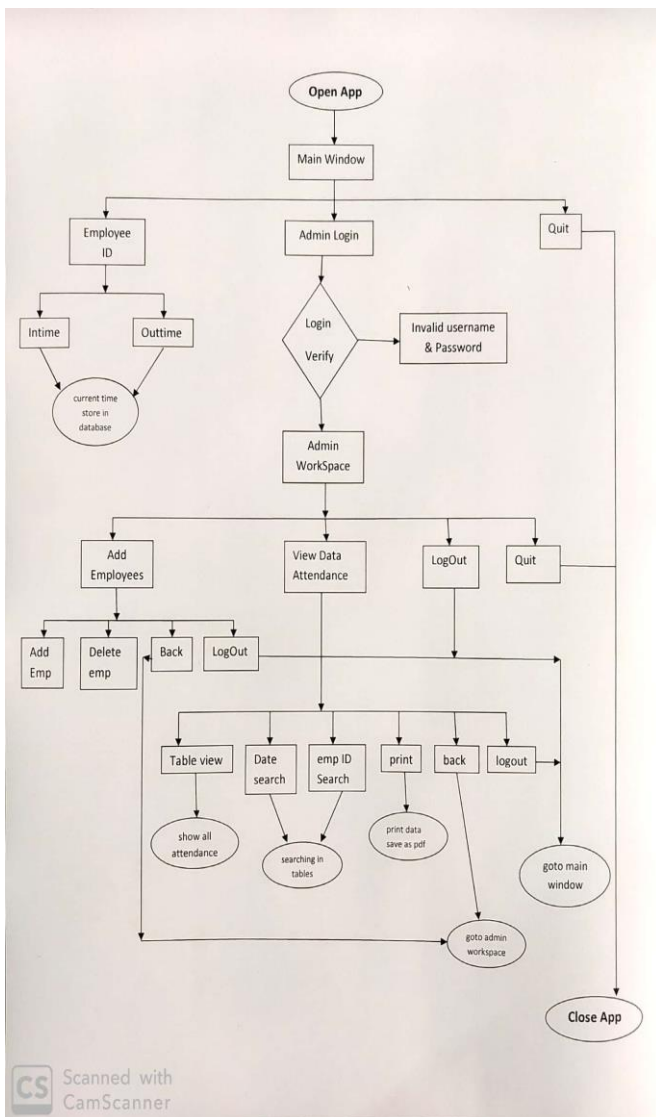 Open App
Main Window
Employee
ID
Admin Login
Quit
Intime
Outtime
Login
Verify
Invalid username
& Password
current time
store in
database
Admin
WorkSpace
Add
Employees
View Data
Attendance
LogOut
Quit
Add
Emp
Delete
emp
Back
LogOut
Table view
Date
search
emp ID
Search
print
back
logout
show all
attendance
searching in
tables
print data
save as pdf
goto main
window
goto admin
workspace
Close App
CS
Scanned with
CamScanner